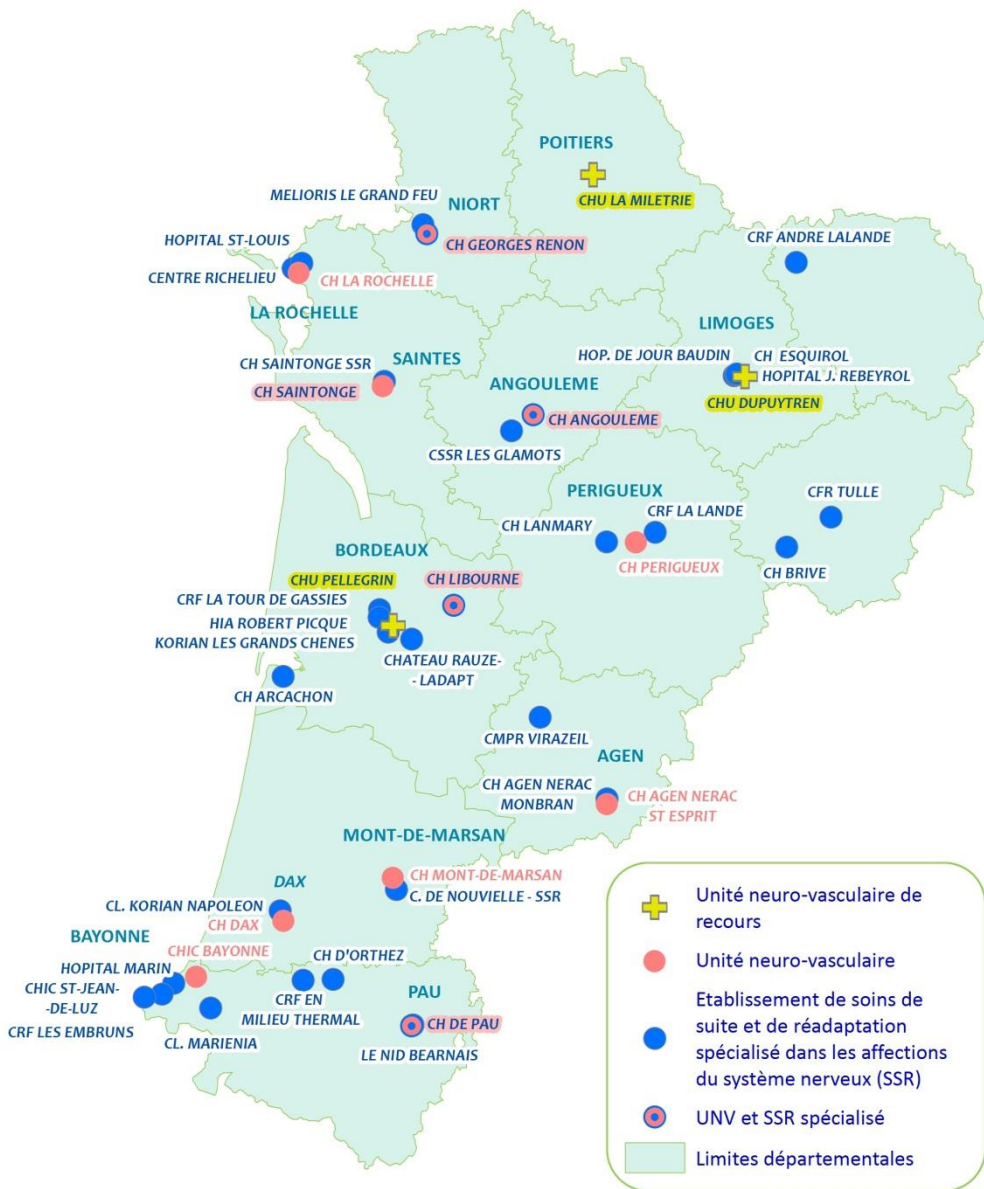 POITIERS
CHU LA MILETRIE
MELIORIS LE GRAND FEU
NIORT
CH GEORGES RENON
HOPITAL ST-LOUIS
CENTRE RICHELIEU
CH LA ROCHELLE
LA ROCHELLE
CRF ANDRE LALANDE
LIMOGES
HOP. DE JOUR BAUDIN
CH ESQUIROL
HOPITAL J. REBEYROL
CHU DUPUYTREN
CH SAINTONGE SSR
SAINTES
CH SAINTONGE
ANGOULEME
CH ANGOULEME
CSSR LES GLAMOTS
PERIGUEUX
CRF LA LANDE
CH LANMARY
CH PERIGUEUX
CFR TULLE
CH BRIVE
BORDEAUX
CHU PELLEGRIN
CH LIBOURNE
CRF LA TOUR DE GASSIES
HIA ROBERT PICQUE
KORIAN LES GRANDS CHENES
CHATEAU RAUZE-
- LADAPT
CH ARCACHON
CMPR VIRAZEIL
AGEN
CH AGEN NERAC
MONBRAN
CH AGEN NERAC
ST ESPRIT
MONT-DE-MARSAN
CH MONT-DE-MARSAN
C. DE NOUVIELLE - SSR
DAX
CL. KORIAN NAPOLEON
CH DAX
BAYONNE
CHIC BAYONNE
HOPITAL MARIN
CHIC ST-JEAN-
-DE-LUZ
CRF LES EMBRUNS
CL. MARIENIA
CH D'ORTHEZ
CRF EN
MILIEU THERMAL
PAU
CH DE PAU
LE NID BEARNAIS
Unité neuro-vasculaire de
recours
Unité neuro-vasculaire
Etablissement de soins de
suite et de réadaptation
spécialisé dans les affections
du système nerveux (SSR)
UNV et SSR spécialisé
Limites départementales